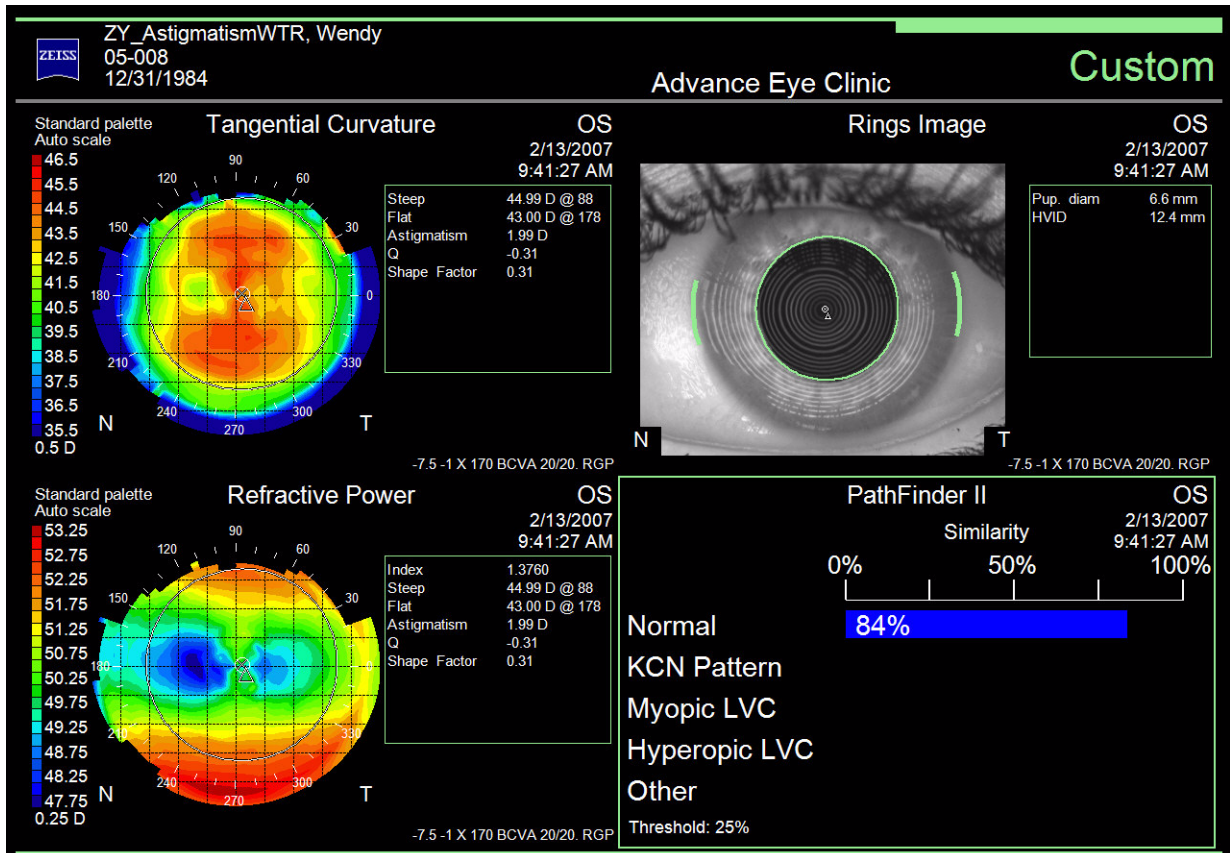 ZEISS
ZY_AstigmatismWTR, Wendy
05-008
12/31/1984
Advance Eye Clinic
Custom
Standard palette
Auto scale
Tangential Curvature
OS
2/13/2007
9:41:27 AM
46.5
45.5
44.5
43.5
42.5
41.5
40.5
39.5
38.5
37.5
36.5
35.5
0.5 D
90
120
60
150
30
180
0
210
330
240
300
270
N
T
Steep 44.99 D @ 88
Flat 43.00 D @ 178
Astigmatism 1.99 D
Q -0.31
Shape Factor 0.31
-7.5 -1 X 170 BCVA 20/20. RGP
Rings Image
OS
2/13/2007
9:41:27 AM
Pup. diam 6.6 mm
HVID 12.4 mm
N
T
-7.5 -1 X 170 BCVA 20/20. RGP
Standard palette
Auto scale
Refractive Power
OS
2/13/2007
9:41:27 AM
53.25
52.75
52.25
51.75
51.25
50.75
50.25
49.75
49.25
48.75
48.25
47.75
0.25 D
90
120
60
150
30
180
0
210
330
240
300
270
N
T
Index 1.3760
Steep 44.99 D @ 88
Flat 43.00 D @ 178
Astigmatism 1.99 D
Q -0.31
Shape Factor 0.31
-7.5 -1 X 170 BCVA 20/20. RGP
PathFinder II
OS
2/13/2007
9:41:27 AM
Similarity
0% 50% 100%
Normal 84%
KCN Pattern
Myopic LVC
Hyperopic LVC
Other
Threshold: 25%